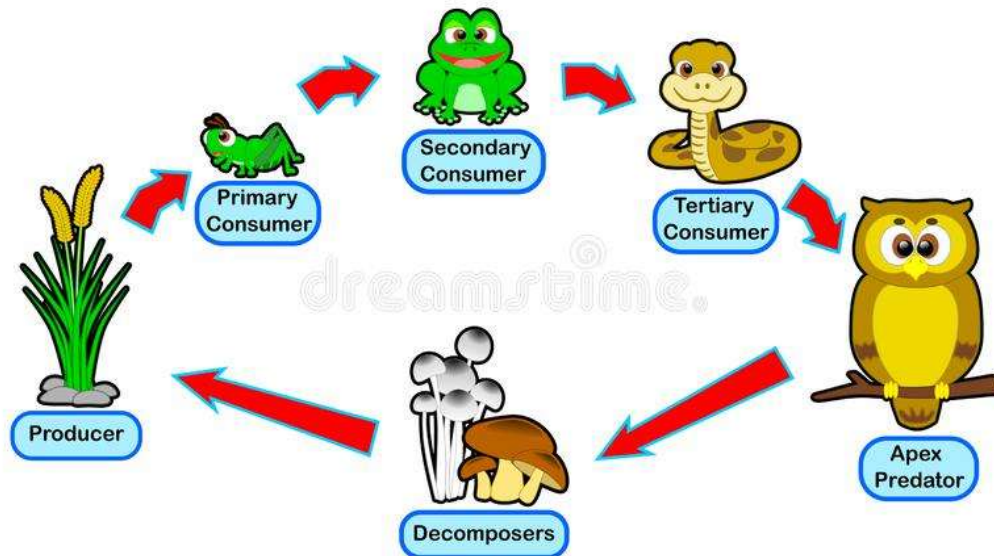 Secondary
Consumer
Primary
Consumer
Tertiary
Consumer
dreamstime.
Producer
Apex
Predator
Decomposers